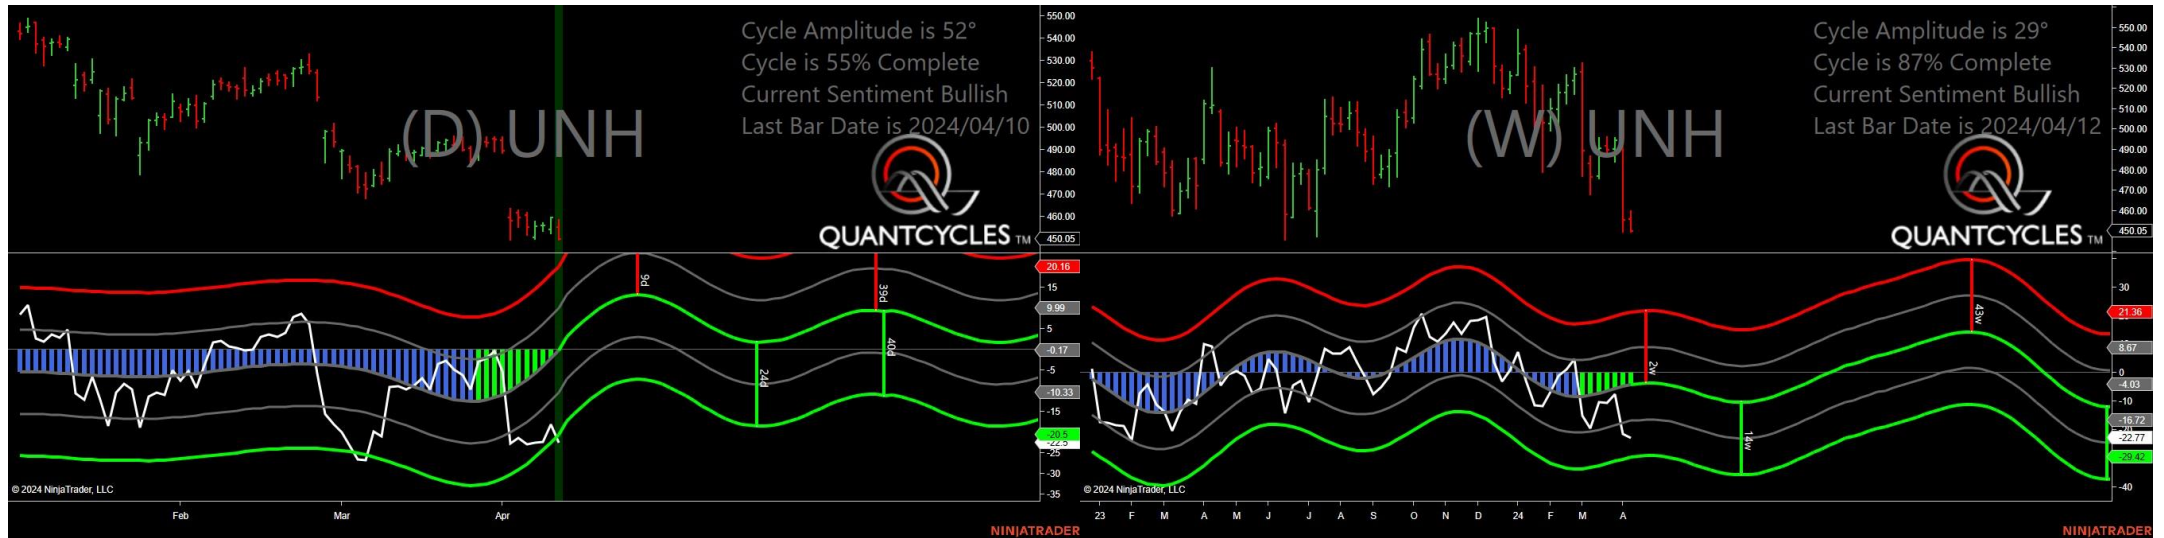 Cycle Amplitude is 52°
Cycle is 55% Complete
Current Sentiment Bullish
Last Bar Date is 2024/04/10
(D) UNH
QUANTCYCLES TM
550.00
540.00
530.00
520.00
510.00
500.00
490.00
480.00
470.00
460.00
450.05
9d
39d
24d
40d
20.16
15
9.99
5
-0.17
-5
-10.33
-15
-20.5
-22.5
-25
-30
-35
© 2024 NinjaTrader, LLC
Feb
Mar
Apr
NINJATRADER
Cycle Amplitude is 29°
Cycle is 87% Complete
Current Sentiment Bullish
Last Bar Date is 2024/04/12
(W) UNH
QUANTCYCLES TM
550.00
540.00
530.00
520.00
510.00
500.00
490.00
480.00
470.00
460.00
450.05
2w
14w
43w
30
21.36
8.67
0
-4.03
-10
-16.72
-22.77
-29.42
-40
© 2024 NinjaTrader, LLC
23 F M A M J J A S O N D 24 F M A
NINJATRADER